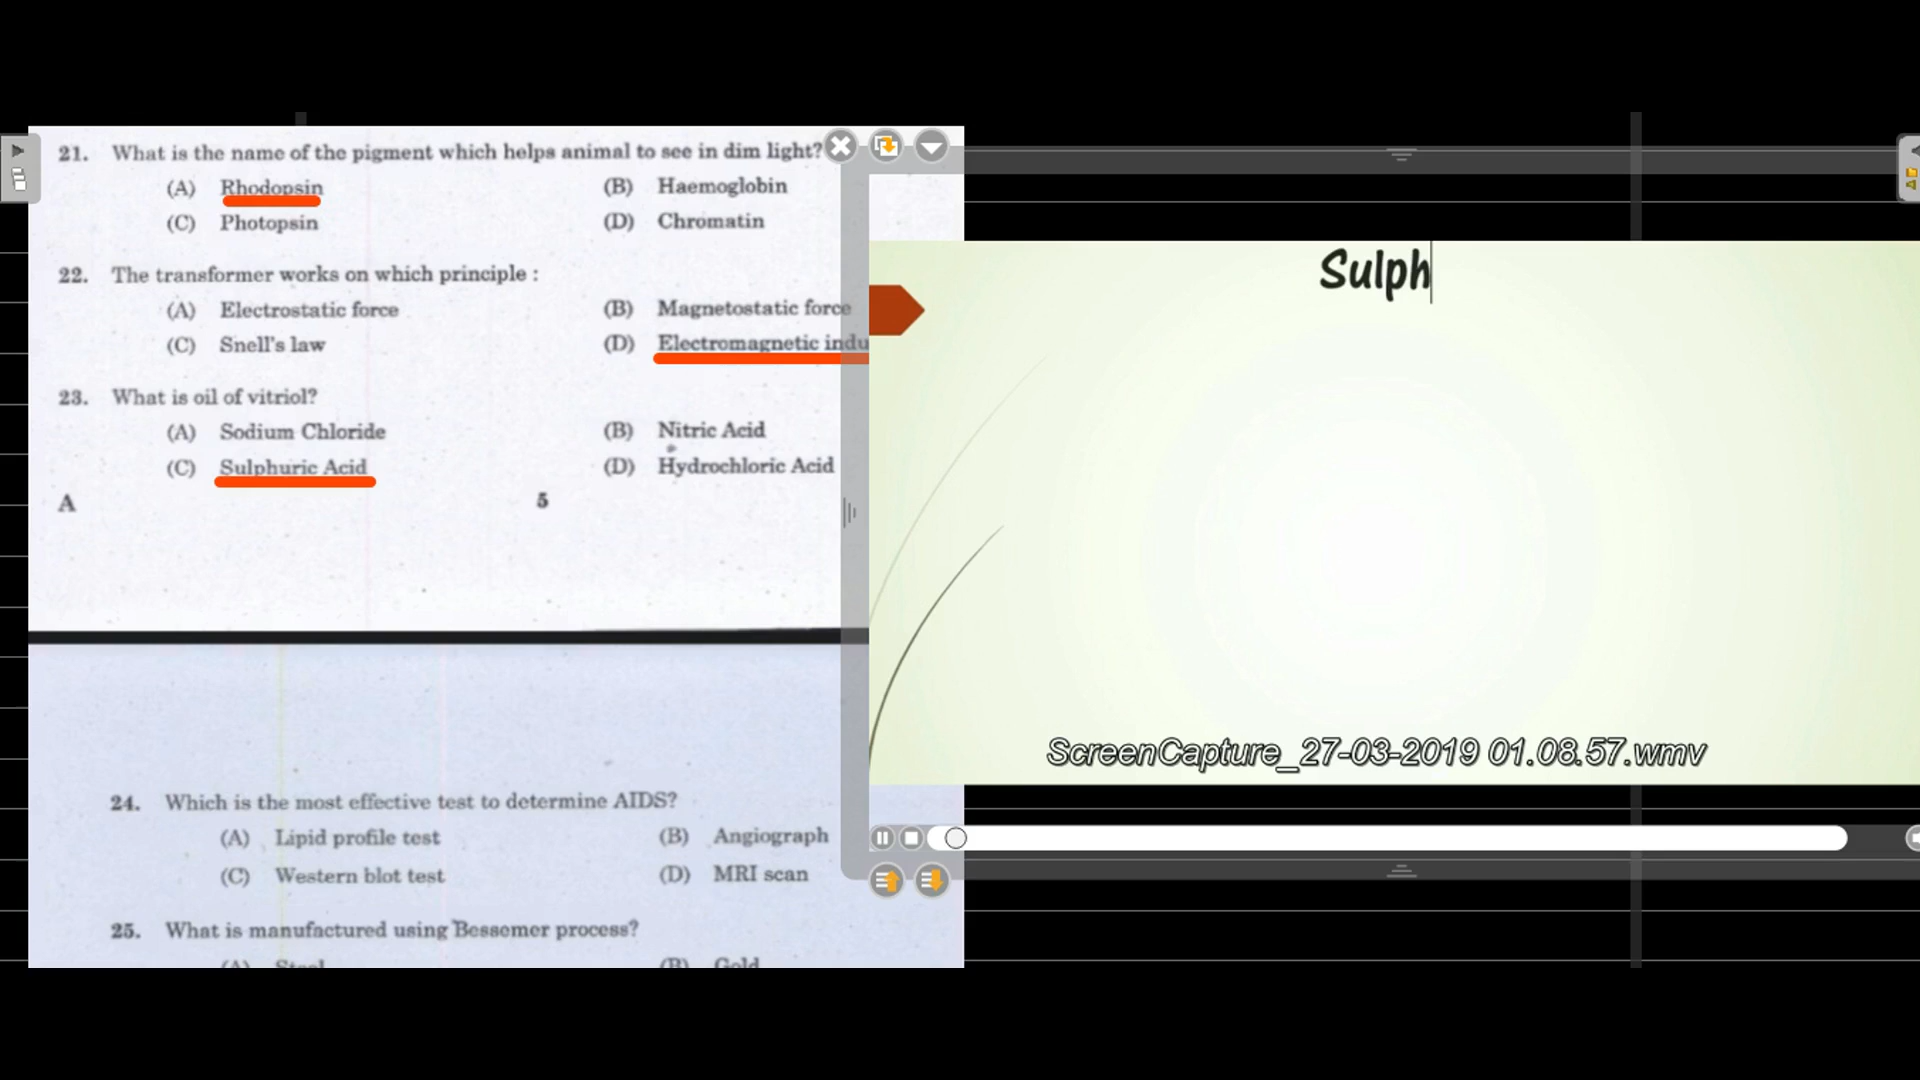 21. What is the name of the pigment which helps animal to see in dim light?
(A) Rhodopsin (B) Haemoglobin
(C) Photopsin (D) Chromatin
22. The transformer works on which principle :
(A) Electrostatic force (B) Magnetostatic force
(C) Snell's law (D) Electromagnetic indu
23. What is oil of vitriol?
(A) Sodium Chloride (B) Nitric Acid
(C) Sulphuric Acid (D) Hydrochloric Acid
A 5
24. Which is the most effective test to determine AIDS?
(A) Lipid profile test (B) Angiograph
(C) Western blot test (D) MRI scan
25. What is manufactured using Bessemer process?
(A) Steel (B) Gold
Sulph
ScreenCapture_27-03-2019 01.08.57.wmv